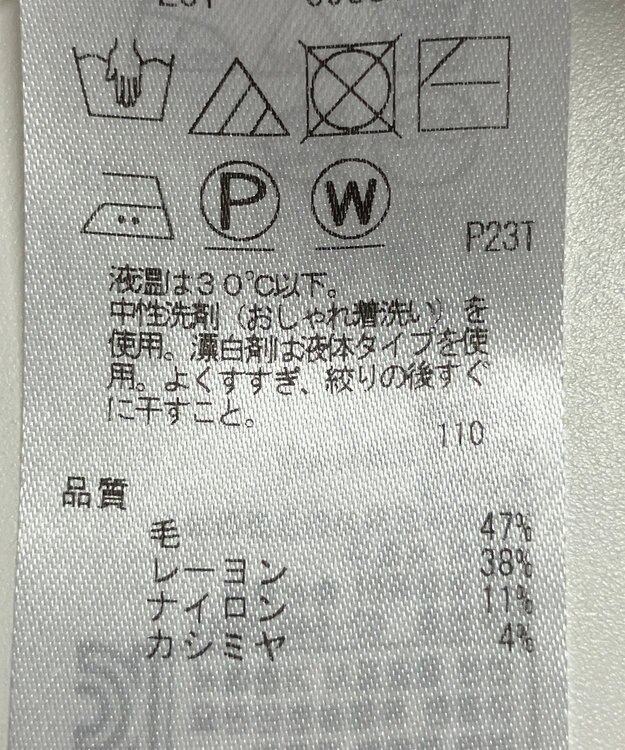 P
W
P23T
液温は30℃以下。
中性洗剤(おしゃれ着洗い)を
使用。漂白剤は液体タイプを使
用。よくすすぎ、絞りの後すぐ
に干すこと。
110
品質
毛 47%
レーヨン 38%
ナイロン 11%
カシミヤ 4%